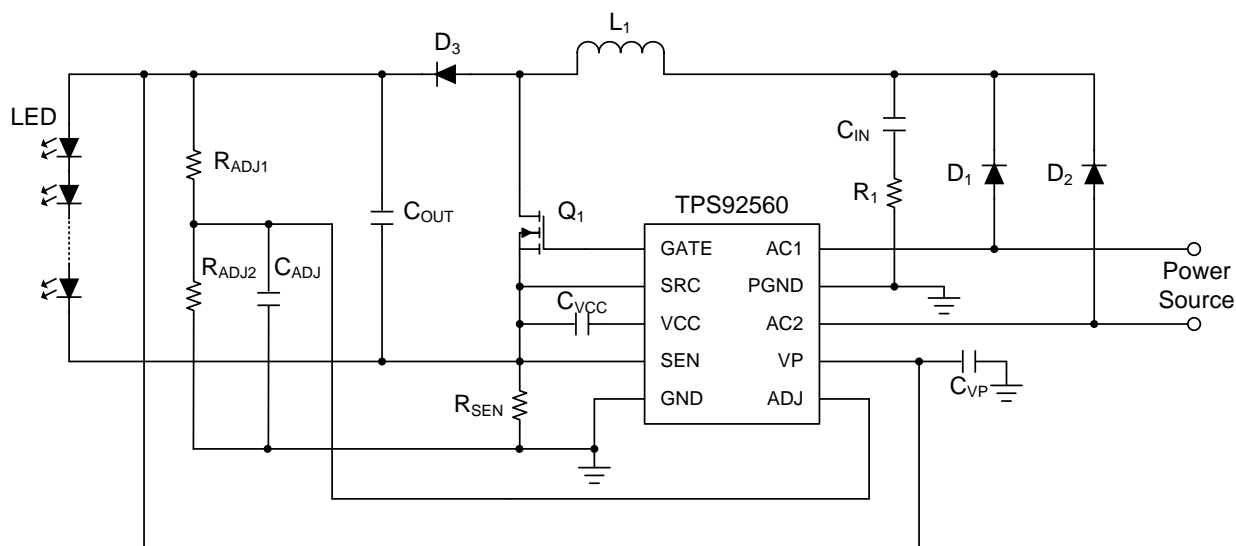 L1
D3
LED
CIN
RADJ1
D1
D2
R1
TPS92560
COUT
Q1
GATE
AC1
RADJ2
CADJ
SRC
PGND
Power
Source
CVCC
VCC
AC2
SEN
VP
CVP
RSEN
GND
ADJ